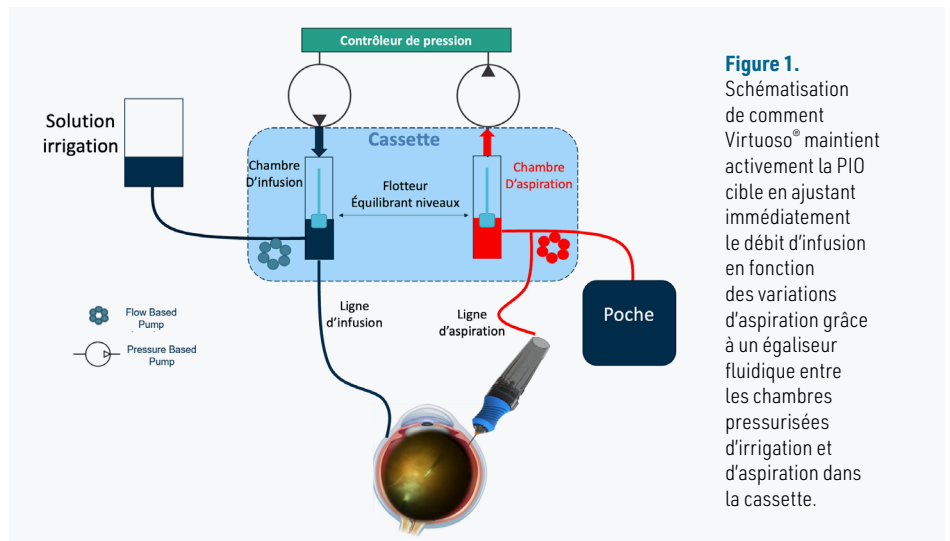 Contrôleur de pression
Solution
irrigation
Cassette
Chambre
D'infusion
Flotteur
Équilibrant niveaux
Chambre
D'aspiration
Ligne
d'infusion
Ligne
d'aspiration
Poche
Flow Based
Pump
Pressure Based
Pump
Figure 1.
Schématisation
de comment
Virtuoso® maintient
activement la PIO
cible en ajustant
immédiatement
le débit d'infusion
en fonction
des variations
d'aspiration grâce
à un égaliseur
fluidique entre
les chambres
pressurisées
d'irrigation et
d'aspiration dans
la cassette.